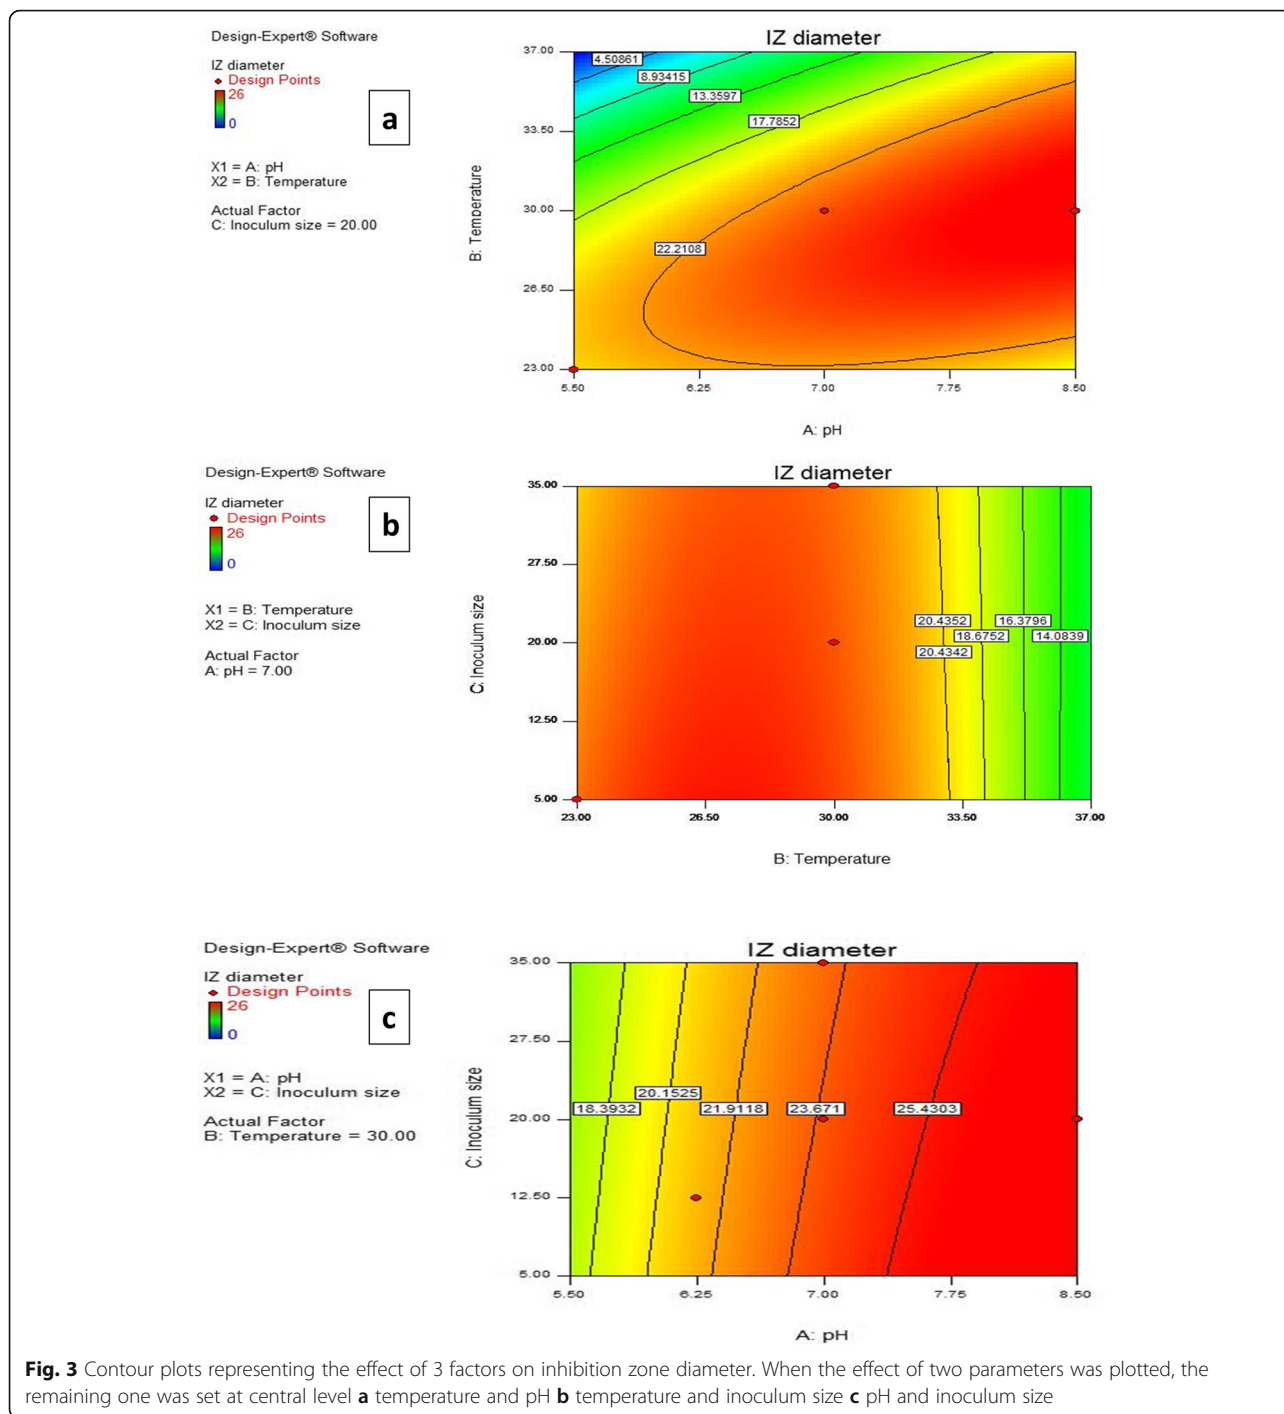 Design-Expert® Software
IZ diameter
Design Points
26
0
a
X1 = A: pH
X2 = B: Temperature
Actual Factor
C: Inoculum size = 20.00
IZ diameter
37.00
33.50
30.00
26.50
23.00
B: Temperature
4.50861
8.93415
13.3597
17.7852
22.2108
5.50 6.25 7.00 7.75 8.50
A: pH
Design-Expert® Software
IZ diameter
Design Points
26
0
b
X1 = B: Temperature
X2 = C: Inoculum size
Actual Factor
A: pH = 7.00
IZ diameter
35.00
27.50
20.00
12.50
5.00
C: Inoculum size
20.4352
16.3796
18.6752
14.0839
20.4342
23.00 26.50 30.00 33.50 37.00
B: Temperature
Design-Expert® Software
IZ diameter
Design Points
26
0
c
X1 = A: pH
X2 = C: Inoculum size
Actual Factor
B: Temperature = 30.00
IZ diameter
35.00
27.50
20.00
12.50
5.00
C: Inoculum size
18.3932
20.1525
21.9118
23.671
25.4303
5.50 6.25 7.00 7.75 8.50
A: pH
Fig. 3 Contour plots representing the effect of 3 factors on inhibition zone diameter. When the effect of two parameters was plotted, the
remaining one was set at central level a temperature and pH b temperature and inoculum size c pH and inoculum size